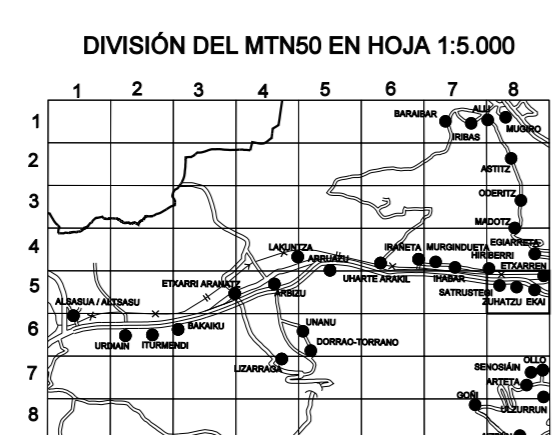 DIVISIÓN DEL MTN50 EN HOJA 1:5.000
1 2 3 4 5 6 7 8
1
BARAIBAR
ALLI
IRIBAS
MUGIRO
2
ASTITZ
3
ODERITZ
MADOTZ
4
LAKUNTZA
IRAÑETA
MURGINDUETA
EGIARRETA
HIRIBERRI
ARRUAZU
ETXARREN
5
ETXARRI ARANATZ
ARBIZU
UHARTE ARAKIL
IHABAR
SATRUSTEGI
ZUHATZU
EKAI
ALSASUA / ALTSASU
6
URDIAIN
ITURMENDI
BAKAIKU
UNANU
DORRAO-TORRANO
7
LIZARRAGA
OLLO
SENOSIÁIN
ARTETA
8
GOÑI
ULZURRUN